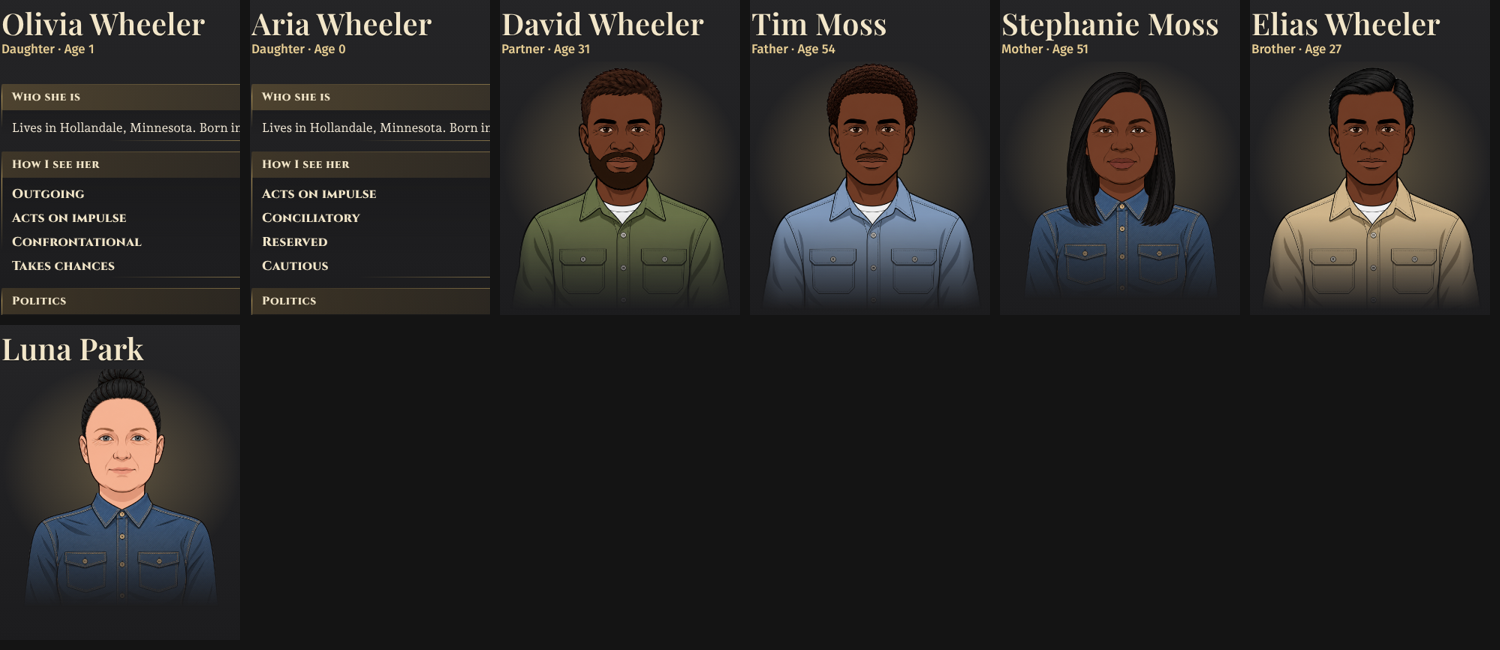 Olivia Wheeler
Daughter · Age 1
Who she is
Lives in Hollandale, Minnesota. Born in
How I see her
Outgoing
Acts on impulse
Confrontational
Takes chances
Politics
Aria Wheeler
Daughter · Age 0
Who she is
Lives in Hollandale, Minnesota. Born in
How I see her
Acts on impulse
Conciliatory
Reserved
Cautious
Politics
David Wheeler
Partner · Age 31
Tim Moss
Father · Age 54
Stephanie Moss
Mother · Age 51
Elias Wheeler
Brother · Age 27
Luna Park